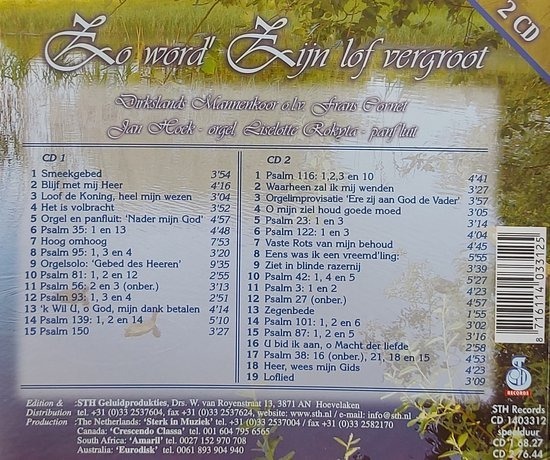 2 CD
Zo word' Zijn lof vergroot
Dirkslands Mannenkoor o.l.v. Frans Cornet
Jan Hoek - orgel Liselotte Rokyta - panfluit
CD 1
1 Smeekgebed 3'54
2 Blijf met mij Heer 4'16
3 Loof de Koning, heel mijn wezen 3'04
4 Het is volbracht 3'52
5 Orgel en panfluit: 'Nader mijn God' 4'57
6 Psalm 35: 1 en 13 4'48
7 Hoog omhoog 7'53
8 Psalm 95: 1, 3 en 4 3'20
9 Orgelsolo: 'Gebed des Heeren' 9'35
10 Psalm 81: 1, 2 en 12 2'55
11 Psalm 56: 2 en 3 (onber.) 3'13
12 Psalm 93: 1, 3 en 4 2'51
13 'k Wil U, o God, mijn dank betalen 4'14
14 Psalm 139: 1, 2 en 14 5'10
15 Psalm 150 3'27
CD 2
1 Psalm 116: 1,2,3 en 10 4'41
2 Waarheen zal ik mij wenden 3'27
3 Orgelimprovisatie 'Ere zij aan God de Vader' 3'57
4 O mijn ziel houd goede moed 3'05
5 Psalm 23: 1 en 3 3'14
6 Psalm 122: 1 en 3 4'04
7 Vaste Rots van mijn behoud 4'45
8 Eens was ik een vreemd'ling: 5'55
9 Ziet in blinde razernij 3'39
10 Psalm 42: 1, 4 en 5 5'27
11 Psalm 3: 1 en 2 4'23
12 Psalm 27 (onber.) 4'57
13 Zegenbede
14 Psalm 101: 1, 2 en 6 3'02
15 Psalm 87: 1, 2 en 5 3'16
16 U bid ik aan, o Macht der liefde 2'58
17 Psalm 38: 16 (onber.), 21, 18 en 15 4'53
18 Heer, wees mijn Gids 4'23
19 Loflied 3'09
8 716114 033125
Edition & :STH Geluidprodukties, Drs. W. van Royenstraat 13, 3871 AN Hoevelaken
Distribution tel. +31 (0)33 2537604, fax +31 (0)33 2537624, website: www.sth.nl / e-mail: info@sth.nl
Production :The Netherlands: 'Sterk in Muziek' tel. +31 (0)33 2537004 / fax +31 (0)33 2582170
Canada: 'Crescendo Classa' tel. 001 604 795 6565
South Africa: 'Amaril' tel: 0027 152 970 708
Australia: 'Eurodisk' tel: 0061 893 904 940
RECORDS
STH Records
CD 1403312
speelduur
CD 1 68.27
CD 2 76.44